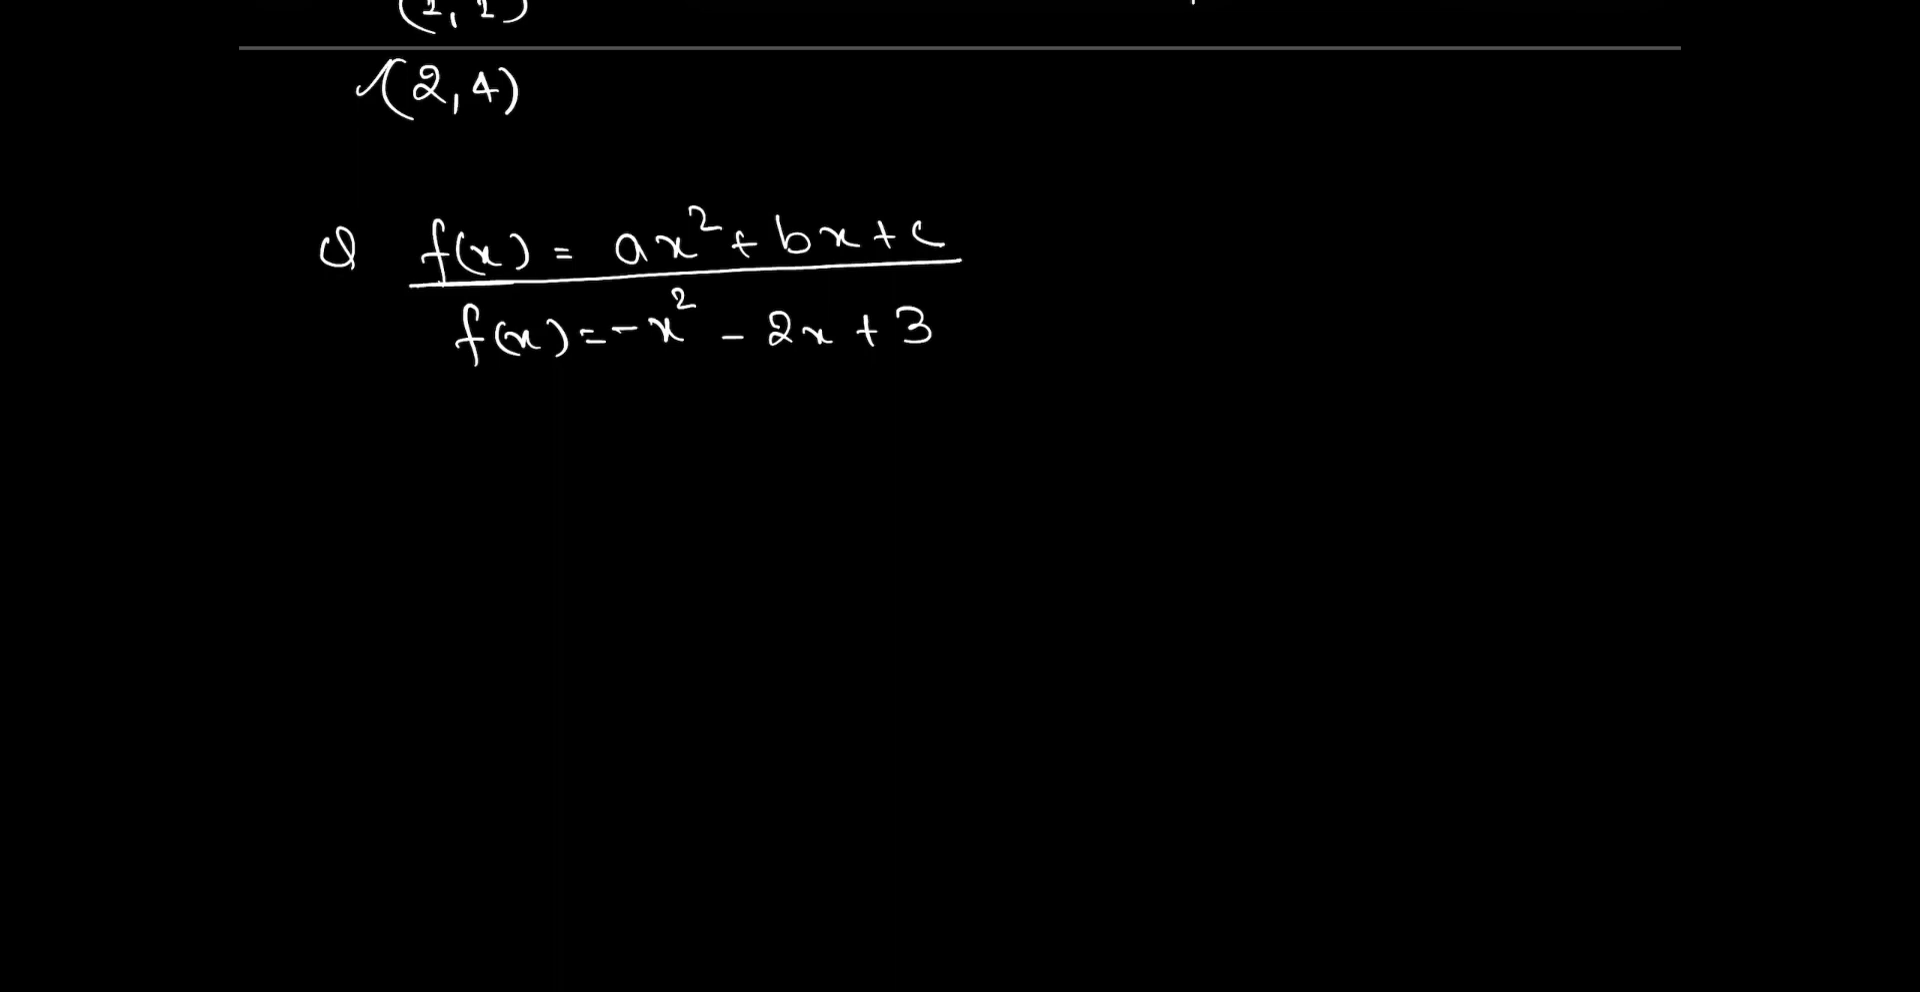 (2,4)
Q f(x) = ax² + bx + c
f(x) = -x² - 2x + 3